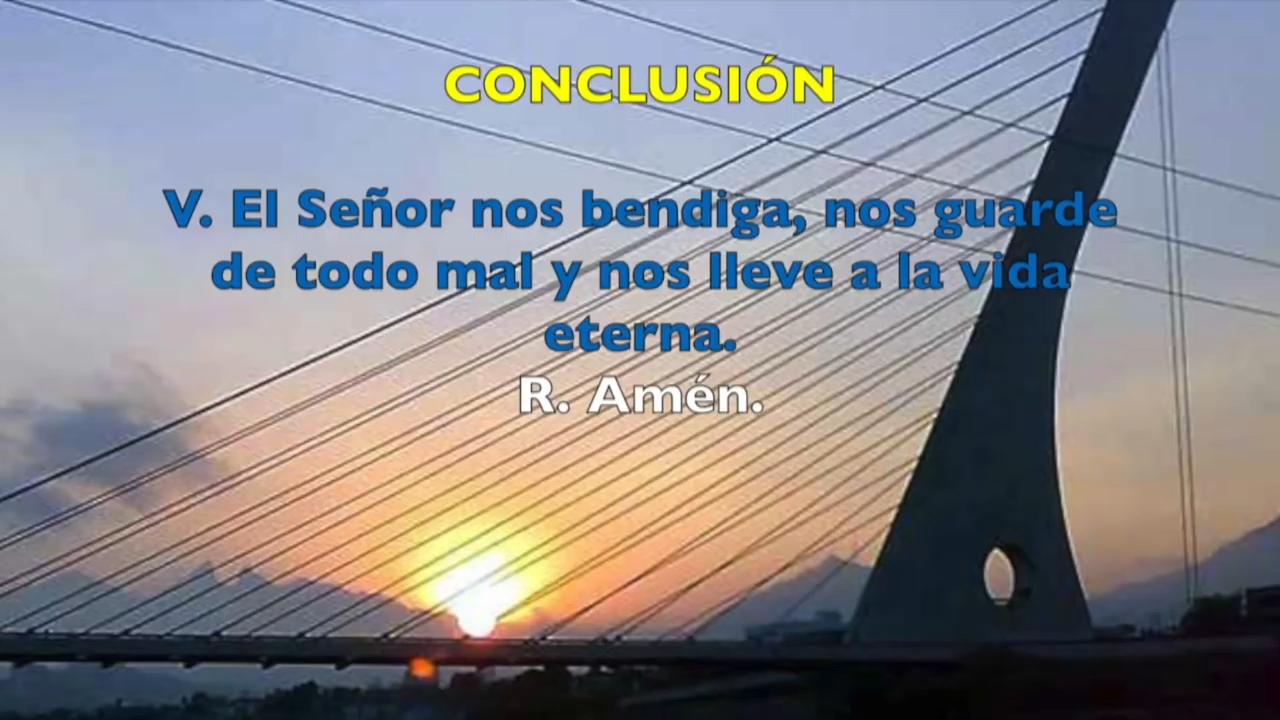 CONCLUSIÓN
V. El Señor nos bendiga, nos guarde
de todo mal y nos lleve a la vida
eterna.
R. Amén.